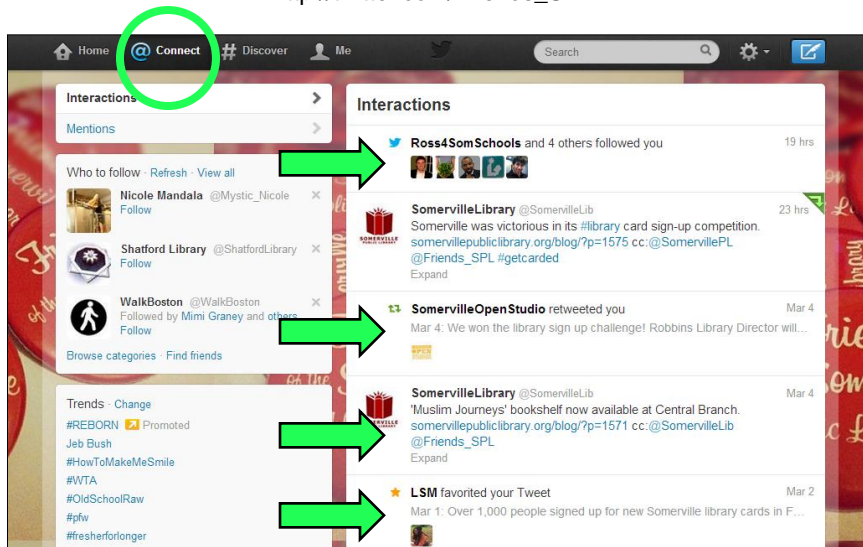 Home @ Connect # Discover Me Search
Interactions
Mentions
Who to follow · Refresh · View all
Nicole Mandala @Mystic_Nicole
Follow
Shatford Library @ShatfordLibrary
Follow
WalkBoston @WalkBoston
Followed by Mimi Graney and others
Follow
Browse categories · Find friends
Trends · Change
#REBORN Promoted
Jeb Bush
#HowToMakeMeSmile
#WTA
#OldSchoolRaw
#pfw
#fresherforlonger
Interactions
Ross4SomSchools and 4 others followed you 19 hrs
SomervilleLibrary @SomervilleLib 23 hrs
Somerville was victorious in its #library card sign-up competition.
somervillepubliclibrary.org/blog/?p=1575 cc:@SomervillePL
@Friends_SPL #getcarded
Expand
SomervilleOpenStudio retweeted you Mar 4
Mar 4: We won the library sign up challenge! Robbins Library Director will...
SomervilleLibrary @SomervilleLib Mar 4
'Muslim Journeys' bookshelf now available at Central Branch.
somervillepubliclibrary.org/blog/?p=1571 cc:@SomervilleLib
@Friends_SPL
Expand
LSM favorited your Tweet Mar 2
Mar 1: Over 1,000 people signed up for new Somerville library cards in F...